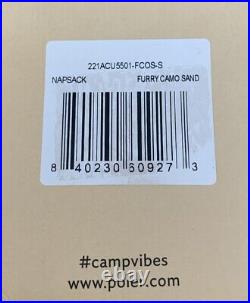 221ACU5501-FCOS-S
NAPSACK FURRY CAMO SAND
8 40230 60927 3
#campvibes
www.poler.com